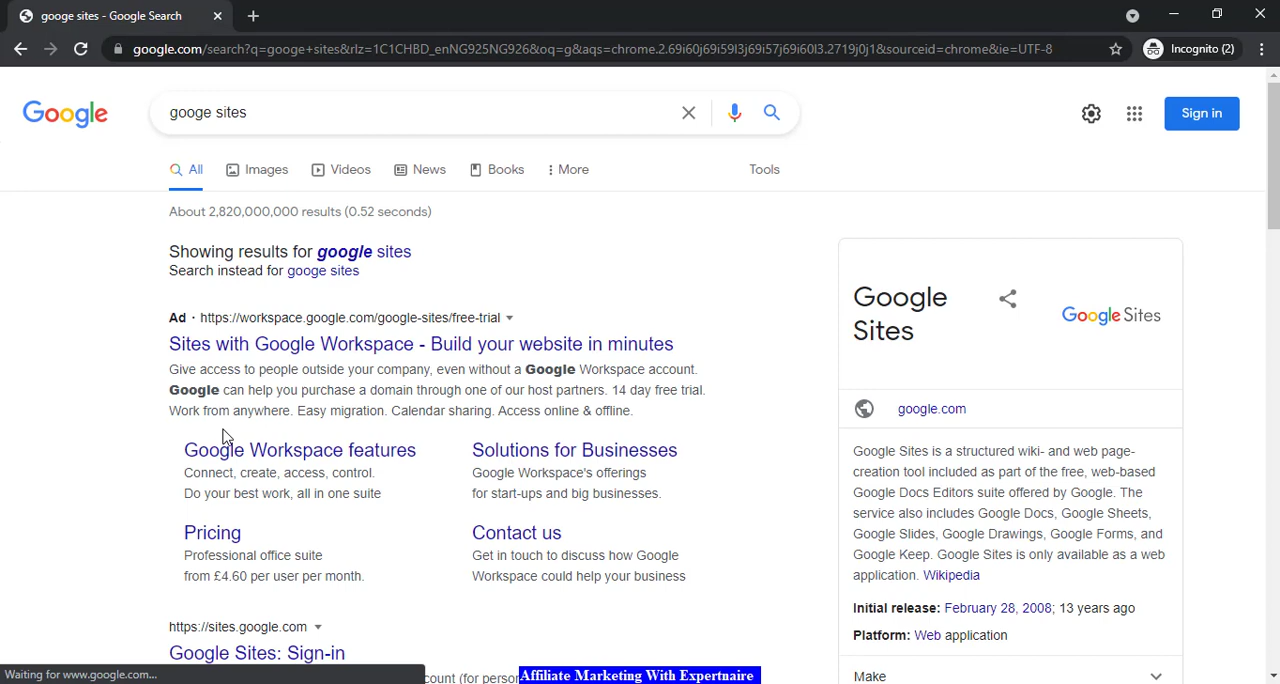 googe sites - Google Search
google.com/search?q=googe+sites&rlz=1C1CHBD_enNG925NG926&oq=g&aqs=chrome.2.69i60j69i59l3j69i57j69i60l3.2719j0j1&sourceid=chrome&ie=UTF-8
Incognito (2)
Google
googe sites
Sign in
All
Images
Videos
News
Books
More
Tools
About 2,820,000,000 results (0.52 seconds)
Showing results for google sites
Search instead for googe sites
Ad · https://workspace.google.com/google-sites/free-trial
Sites with Google Workspace - Build your website in minutes
Give access to people outside your company, even without a Google Workspace account.
Google can help you purchase a domain through one of our host partners. 14 day free trial.
Work from anywhere. Easy migration. Calendar sharing. Access online & offline.
Google Workspace features
Connect, create, access, control.
Do your best work, all in one suite
Solutions for Businesses
Google Workspace's offerings
for start-ups and big businesses.
Pricing
Professional office suite
from £4.60 per user per month.
Contact us
Get in touch to discuss how Google
Workspace could help your business
https://sites.google.com
Google Sites: Sign-in
count (for person
Google
Sites
Google Sites
google.com
Google Sites is a structured wiki- and web page-
creation tool included as part of the free, web-based
Google Docs Editors suite offered by Google. The
service also includes Google Docs, Google Sheets,
Google Slides, Google Drawings, Google Forms, and
Google Keep. Google Sites is only available as a web
application. Wikipedia
Initial release: February 28, 2008; 13 years ago
Platform: Web application
Make
Waiting for www.google.com...
Affiliate Marketing With Expertnaire